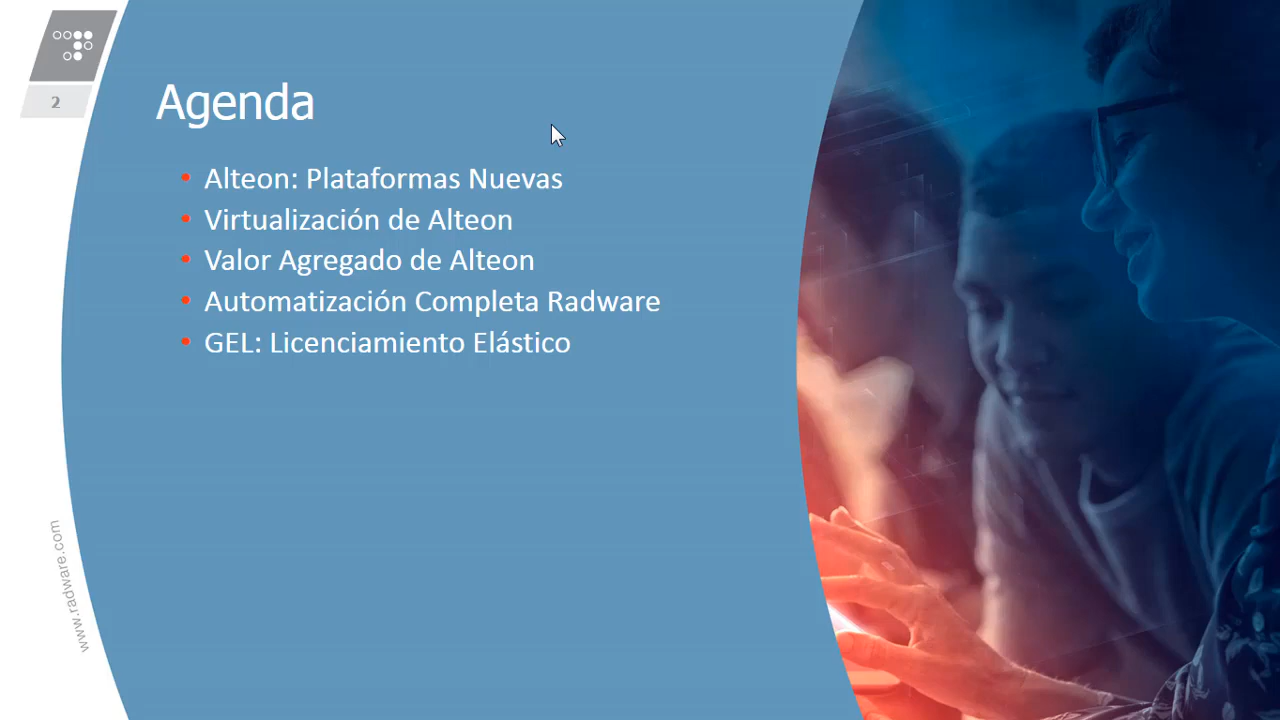 2
Agenda
• Alteon: Plataformas Nuevas
• Virtualización de Alteon
• Valor Agregado de Alteon
• Automatización Completa Radware
• GEL: Licenciamiento Elástico
www.radware.com